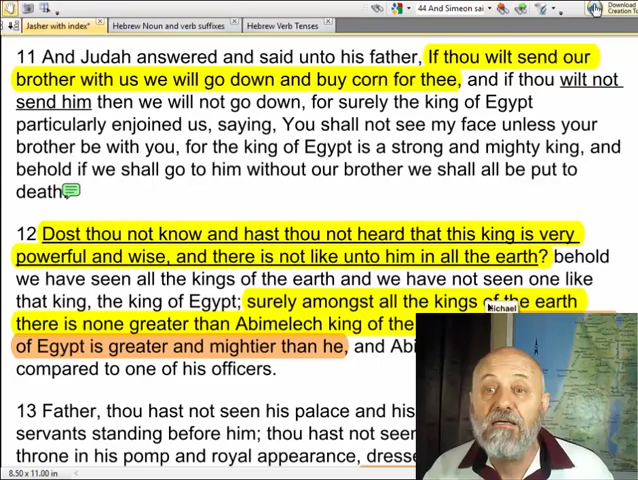 44 And Simeon sai
Download
Creation To
Jasher with index*
Hebrew Noun and verb suffixes
Hebrew Verb Tenses
11 And Judah answered and said unto his father, If thou wilt send our
brother with us we will go down and buy corn for thee, and if thou wilt not
send him then we will not go down, for surely the king of Egypt
particularly enjoined us, saying, You shall not see my face unless your
brother be with you, for the king of Egypt is a strong and mighty king, and
behold if we shall go to him without our brother we shall all be put to
death.
12 Dost thou not know and hast thou not heard that this king is very
powerful and wise, and there is not like unto him in all the earth? behold
we have seen all the kings of the earth and we have not seen one like
that king, the king of Egypt; surely amongst all the kings of the earth
there is none greater than Abimelech king of the
Michael
of Egypt is greater and mightier than he, and Abi
compared to one of his officers.
13 Father, thou hast not seen his palace and his
servants standing before him; thou hast not seen
throne in his pomp and royal appearance, dresse
8.50 x 11.00 in